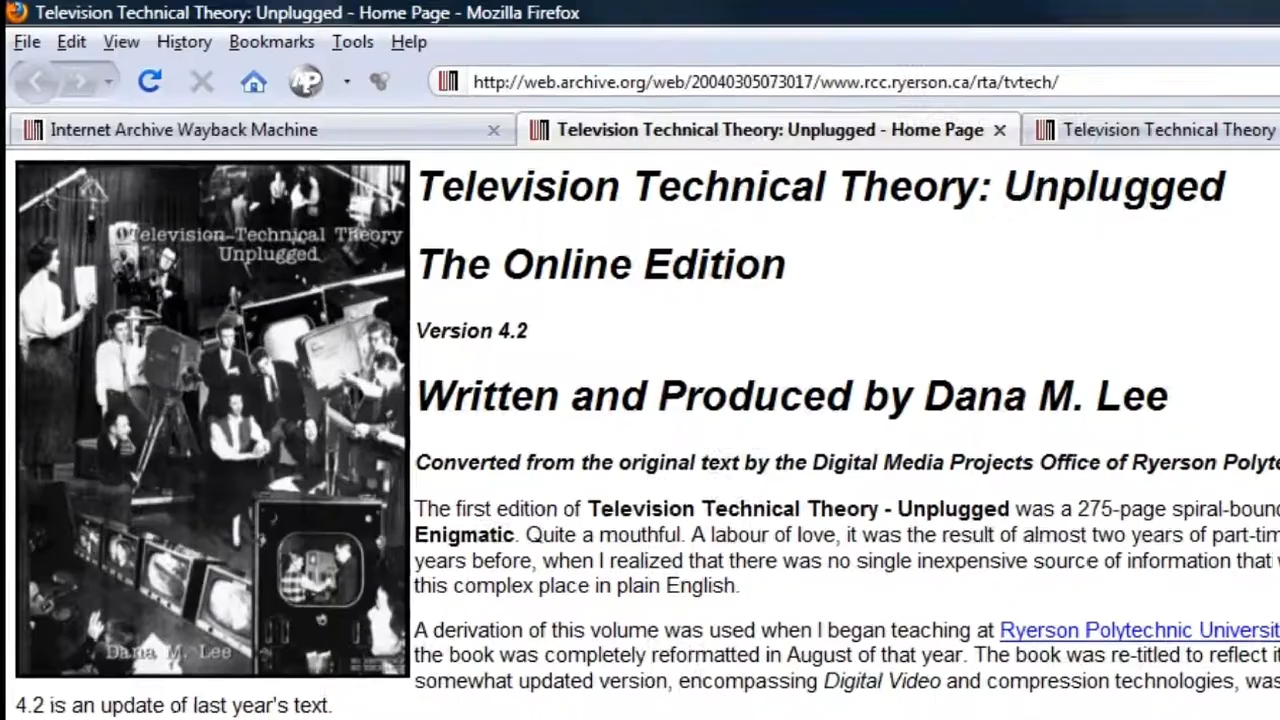 Television Technical Theory: Unplugged - Home Page - Mozilla Firefox
File Edit View History Bookmarks Tools Help
http://web.archive.org/web/20040305073017/www.rcc.ryerson.ca/rta/tvtech/
Internet Archive Wayback Machine
Television Technical Theory: Unplugged - Home Page
Television Technical Theory
Television Technical Theory
Unplugged
Dana M. Lee
Television Technical Theory: Unplugged
The Online Edition
Version 4.2
Written and Produced by Dana M. Lee
Converted from the original text by the Digital Media Projects Office of Ryerson Polyte
The first edition of Television Technical Theory - Unplugged was a 275-page spiral-bound
Enigmatic. Quite a mouthful. A labour of love, it was the result of almost two years of part-tim
years before, when I realized that there was no single inexpensive source of information that
this complex place in plain English.
A derivation of this volume was used when I began teaching at Ryerson Polytechnic Universit
the book was completely reformatted in August of that year. The book was re-titled to reflect it
somewhat updated version, encompassing Digital Video and compression technologies, was
4.2 is an update of last year's text.